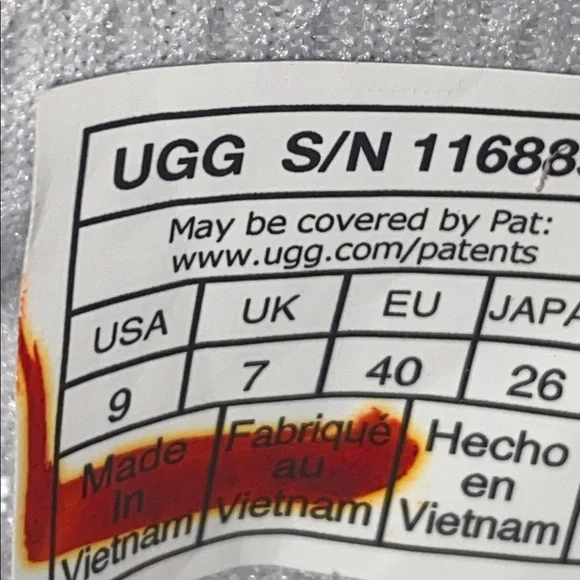 UGG S/N 11688
May be covered by Pat:
www.ugg.com/patents
USA UK EU
9 7 40 26
Made In Vietnam
Fabriqué au Vietnam
Hecho en Vietnam